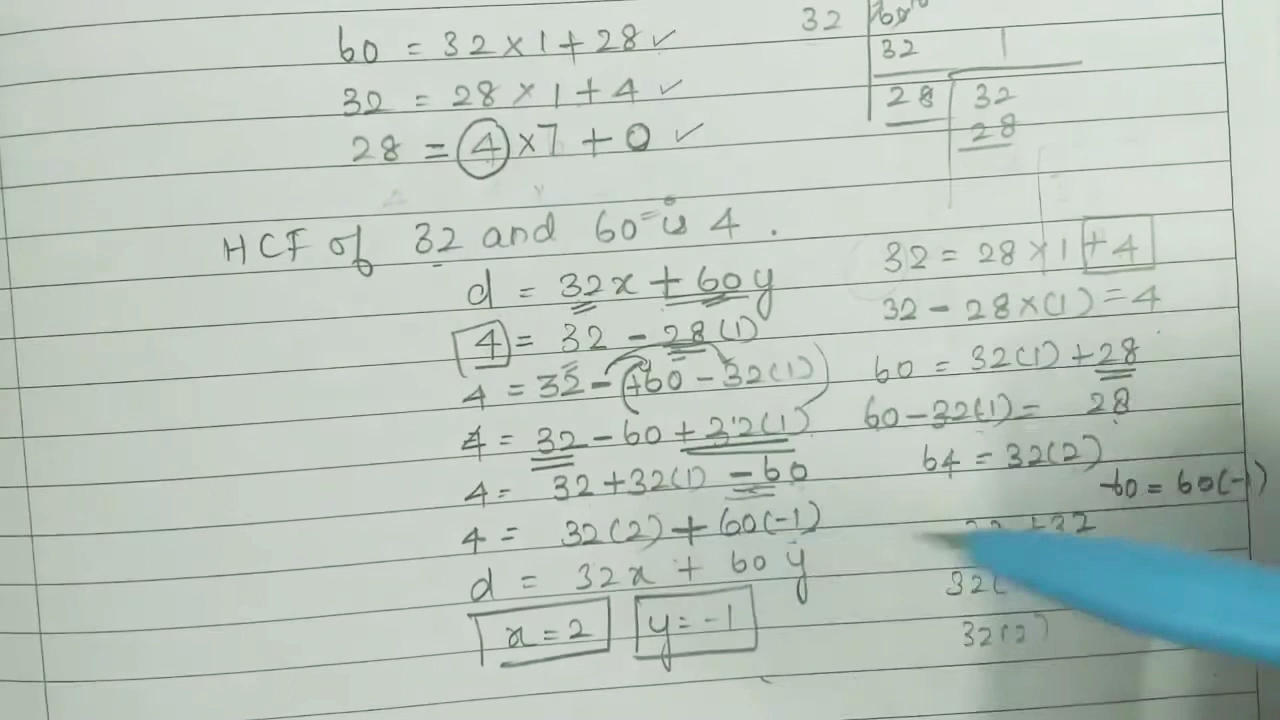 60 = 32 × 1 + 28 ✓
32 = 28 × 1 + 4 ✓
28 = 4 × 7 + 0 ✓
32
32 1
28 32
28
HCF of 32 and 60 is 4 .
d = 32x + 60y
4 = 32 - 28(1)
4 = 32 - (+60 - 32(1))
4 = 32 - 60 + 32(1)
4 = 32 + 32(1) - 60
4 = 32(2) + 60(-1)
d = 32x + 60y
x = 2 y = -1
32 = 28 × 1 + 4
32 - 28 × (1) = 4
60 = 32(1) + 28
60 - 32(1) = 28
64 = 32(2)
-60 = 60(-1)
+32
32(
32(2)